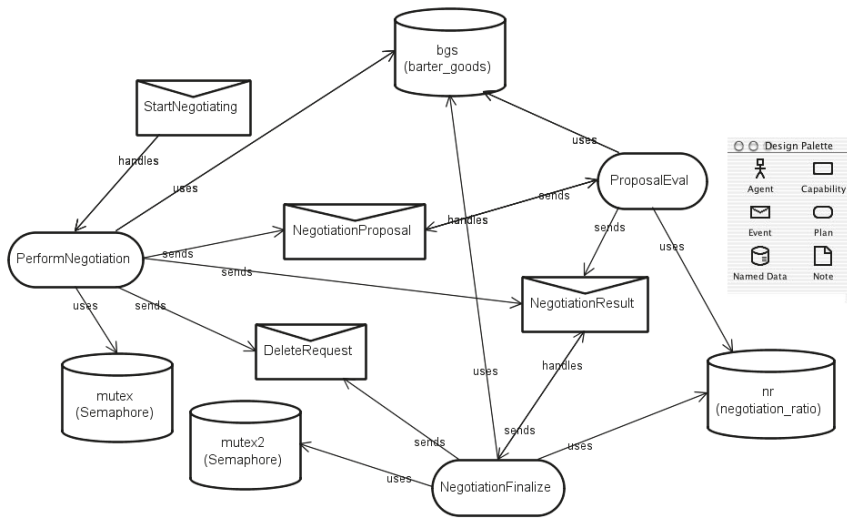 bgs
(barter_goods)
StartNegotiating
handles
uses
uses
ProposalEval
sends
handles
NegotiationProposal
sends
PerformNegotiation
sends
sends
uses
NegotiationResult
uses
sends
DeleteRequest
handles
uses
mutex
(Semaphore)
nr
(negotiation_ratio)
mutex2
(Semaphore)
sends
sends
uses
uses
NegotiationFinalize
Design Palette
Agent
Capability
Event
Plan
Named Data
Note